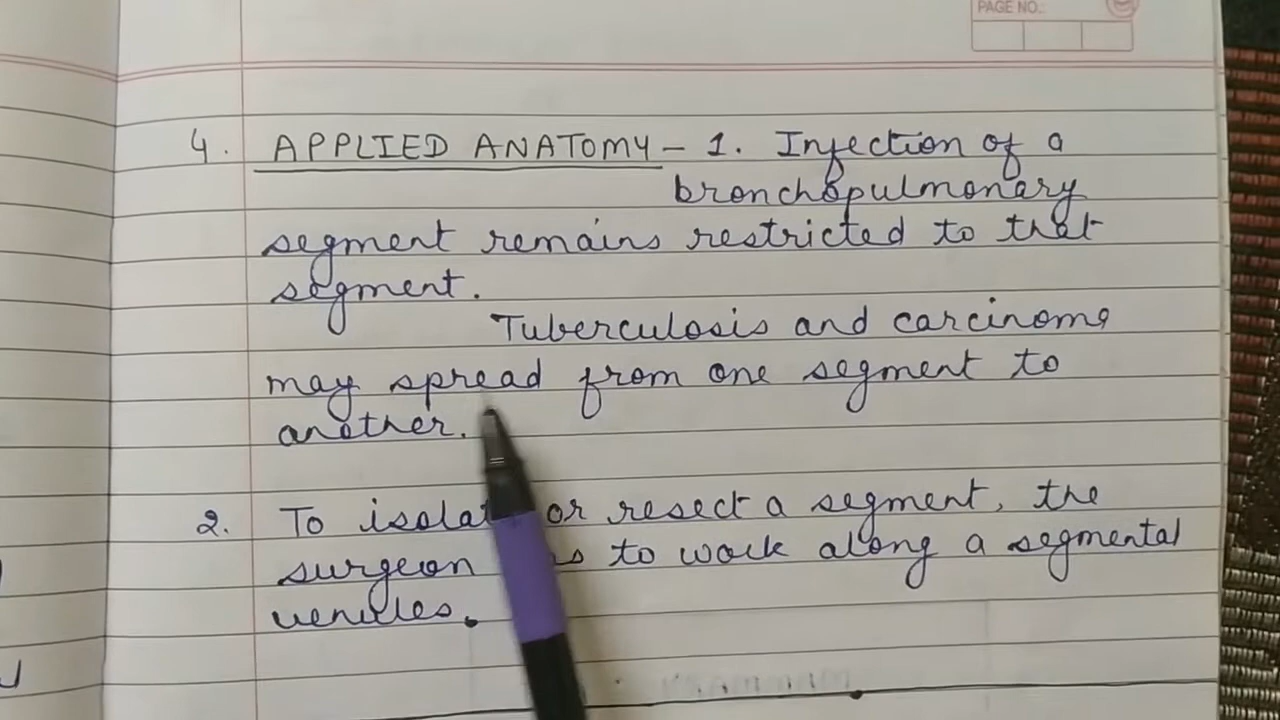 PAGE NO.:
4. APPLIED ANATOMY - 1. Infection of a
bronchopulmonary
segment remains restricted to that
segment.
Tuberculosis and carcinoma
may spread from one segment to
another.
2. To isolat or resect a segment, the
surgeon to work along a segmental
venules.